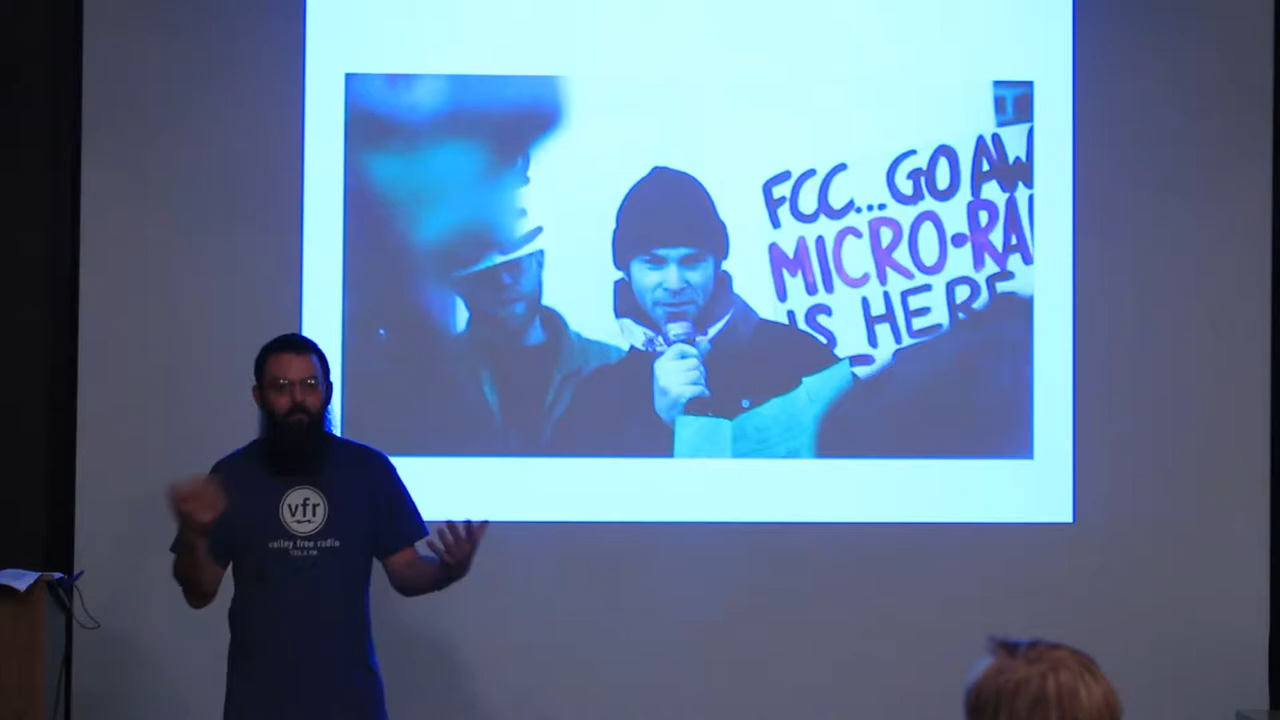 FCC...GO AW
MICRO-RA
IS HERE
vfr
valley free radio